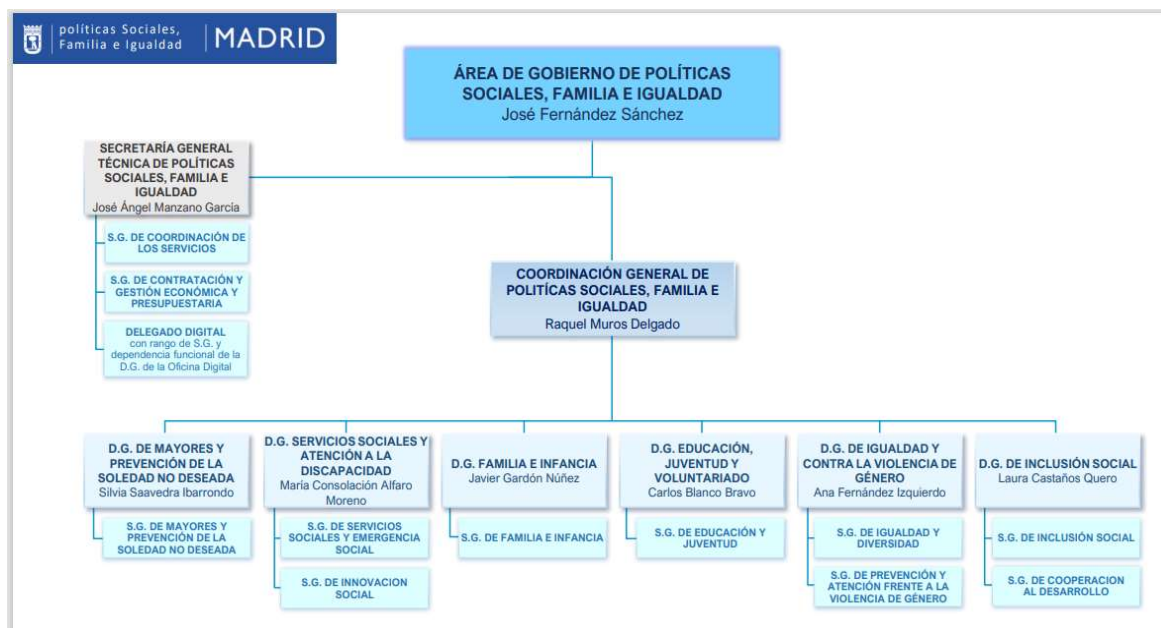 políticas Sociales,
Familia e Igualdad
MADRID
ÁREA DE GOBIERNO DE POLÍTICAS
SOCIALES, FAMILIA E IGUALDAD
José Fernández Sánchez
SECRETARÍA GENERAL
TÉCNICA DE POLÍTICAS
SOCIALES, FAMILIA E
IGUALDAD
José Ángel Manzano García
S.G. DE COORDINACIÓN DE
LOS SERVICIOS
S.G. DE CONTRATACIÓN Y
GESTIÓN ECONÓMICA Y
PRESUPUESTARIA
DELEGADO DIGITAL
con rango de S.G. y
dependencia funcional de la
D.G. de la Oficina Digital
COORDINACIÓN GENERAL DE
POLITÍCAS SOCIALES, FAMILIA E
IGUALDAD
Raquel Muros Delgado
D.G. DE MAYORES Y
PREVENCIÓN DE LA
SOLEDAD NO DESEADA
Silvia Saavedra Ibarrondo
S.G. DE MAYORES Y
PREVENCIÓN DE LA
SOLEDAD NO DESEADA
D.G. SERVICIOS SOCIALES Y
ATENCIÓN A LA
DISCAPACIDAD
María Consolación Alfaro
Moreno
S.G. DE SERVICIOS
SOCIALES Y EMERGENCIA
SOCIAL
S.G. DE INNOVACION
SOCIAL
D.G. FAMILIA E INFANCIA
Javier Gardón Núñez
S.G. DE FAMILIA E INFANCIA
D.G. EDUCACIÓN,
JUVENTUD Y
VOLUNTARIADO
Carlos Blanco Bravo
S.G. DE EDUCACIÓN Y
JUVENTUD
D.G. DE IGUALDAD Y
CONTRA LA VIOLENCIA DE
GÉNERO
Ana Fernández Izquierdo
S.G. DE IGUALDAD Y
DIVERSIDAD
S.G. DE PREVENCIÓN Y
ATENCIÓN FRENTE A LA
VIOLENCIA DE GÉNERO
D.G. DE INCLUSIÓN SOCIAL
Laura Castaños Quero
S.G. DE INCLUSIÓN SOCIAL
S.G. DE COOPERACION
AL DESARROLLO